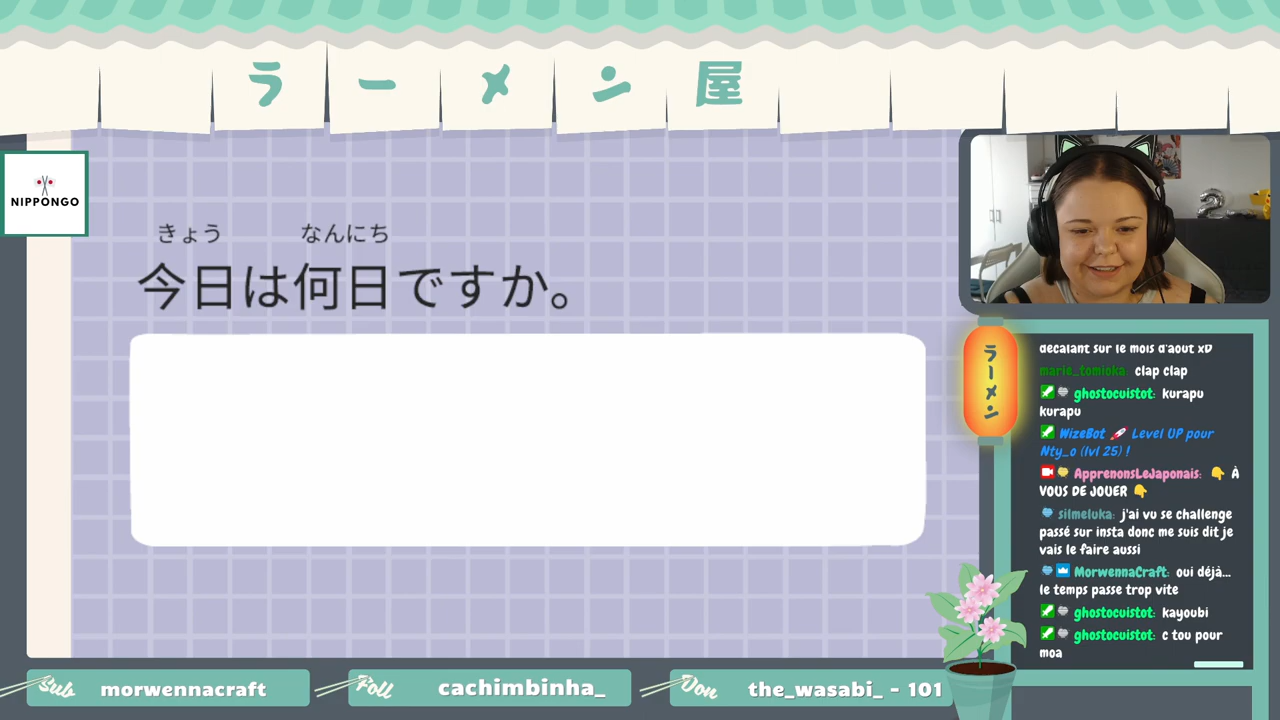 ラーメン屋
NIPPONGO
きょう なんにち
今日は何日ですか。
ラーメン
décalant sur le mois d'aout xD
marie_tomioka: clap clap
ghostocuistot: kurapu
kurapu
WizeBot 🚀 Level UP pour
Nty_o (lvl 25) !
ApprenonsLeJaponais: 👇 À
VOUS DE JOUER 👇
silmeluka: j'ai vu se challenge
passé sur insta donc me suis dit je
vais le faire aussi
MorwennaCraft: oui déjà...
le temps passe trop vite
ghostocuistot: kayoubi
ghostocuistot: c tou pour
moa
Sub morwennacraft
Foll cachimbinha_
Don the_wasabi_ - 101